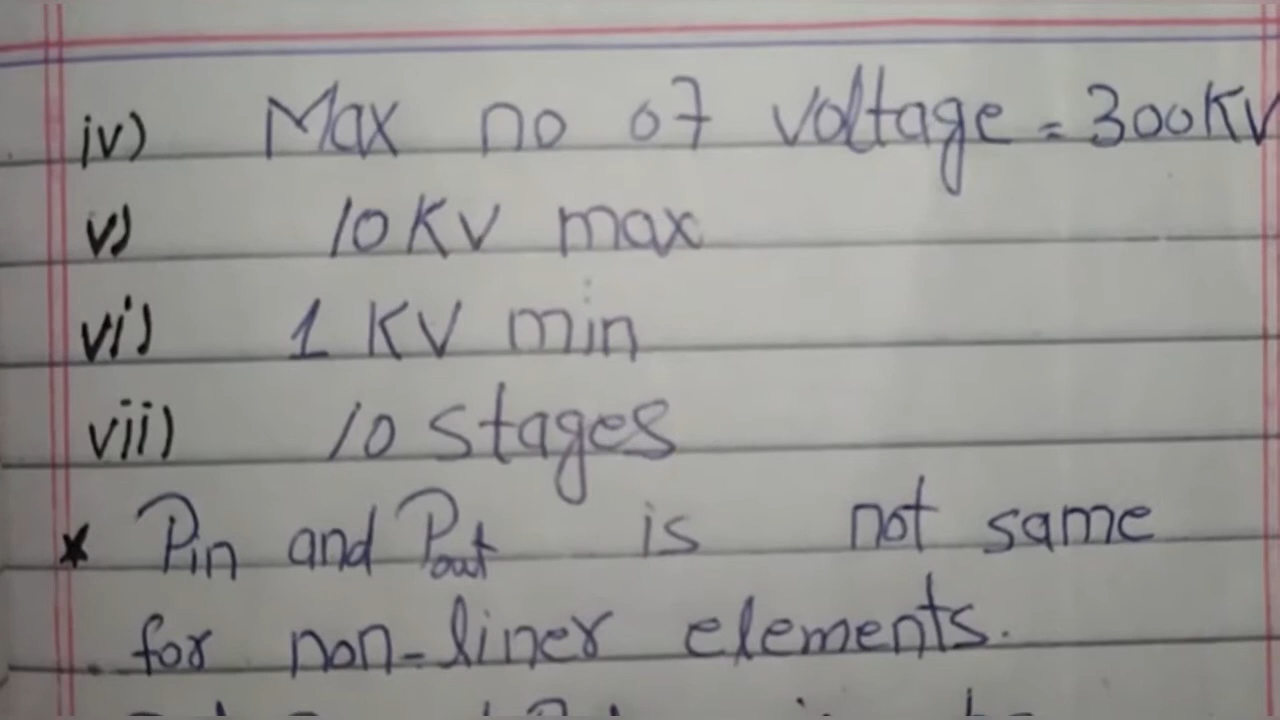 iv) Max no of voltage = 300KV
v) 10KV max
vi) 1 KV min
vii) 10 stages
* Pin and Pout is not same
for non-liner elements.